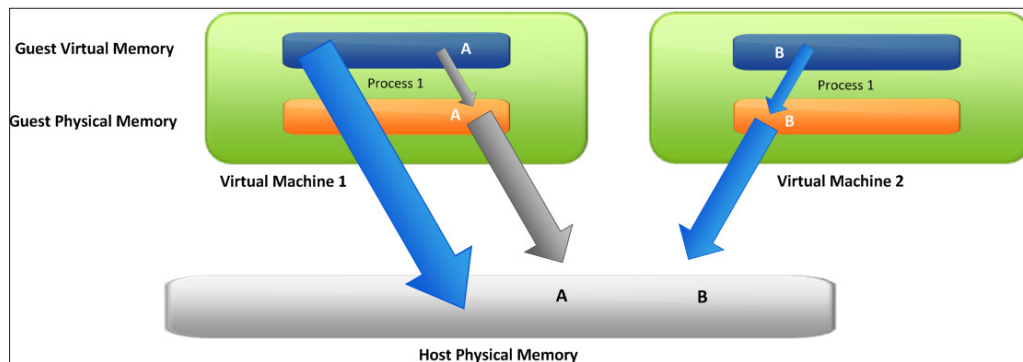 Guest Virtual Memory
A
B
Process 1
Process 1
Guest Physical Memory
A
B
Virtual Machine 1
Virtual Machine 2
A
B
Host Physical Memory